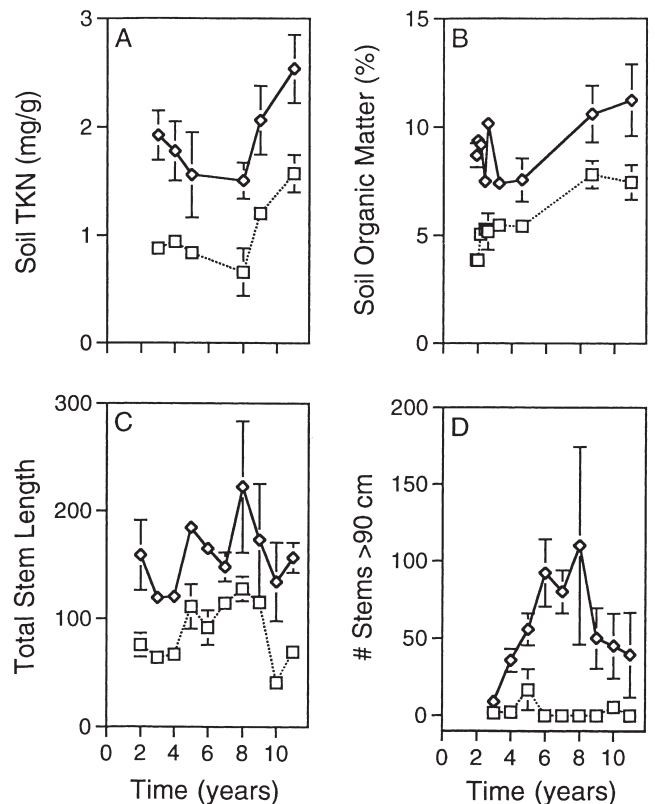 A
Soil TKN (mg/g)
3
2
1
0
B
Soil Organic Matter (%)
15
10
5
0
C
Total Stem Length
300
200
100
0
0 2 4 6 8 10
Time (years)
D
# Stems >90 cm
200
150
100
50
0
0 2 4 6 8 10
Time (years)